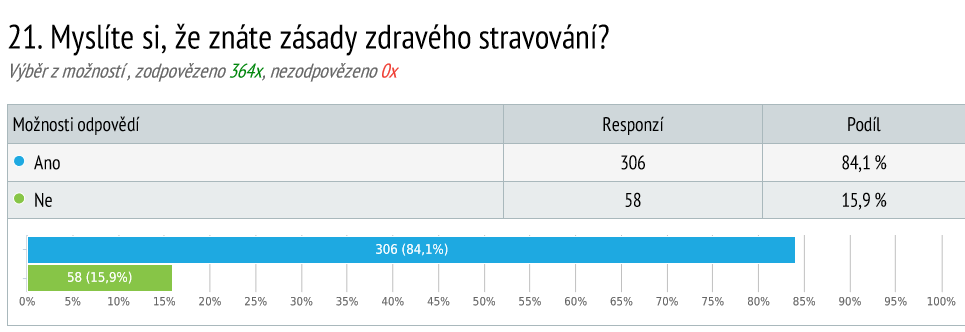 21. Myslíte si, že znáte zásady zdravého stravování?
Výběr z možností, zodpovězeno 364x, nezodpovězeno 0x
Možnosti odpovědí Responzí Podíl
Ano 306 84,1 %
Ne 58 15,9 %
306 (84,1%)
58 (15,9%)
0% 5% 10% 15% 20% 25% 30% 35% 40% 45% 50% 55% 60% 65% 70% 75% 80% 85% 90% 95% 100%